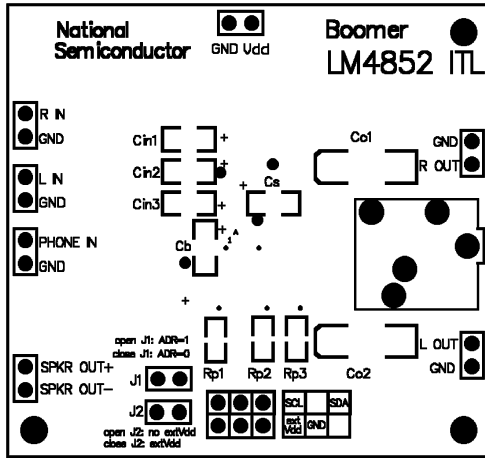 National
Semiconductor
GND Vdd
Boomer
LM4852 ITL
R IN
GND
Cin1
Co1
GND
R OUT
L IN
GND
Cin2
Cs
Cin3
PHONE IN
GND
Cb
1 A
open J1: ADR=1
close J1: ADR=0
L OUT
GND
SPKR OUT+
SPKR OUT-
J1
Rp1 Rp2 Rp3 Co2
J2
SCL SDA
ext
Vdd GND
open J2: no extVdd
close J2: extVdd